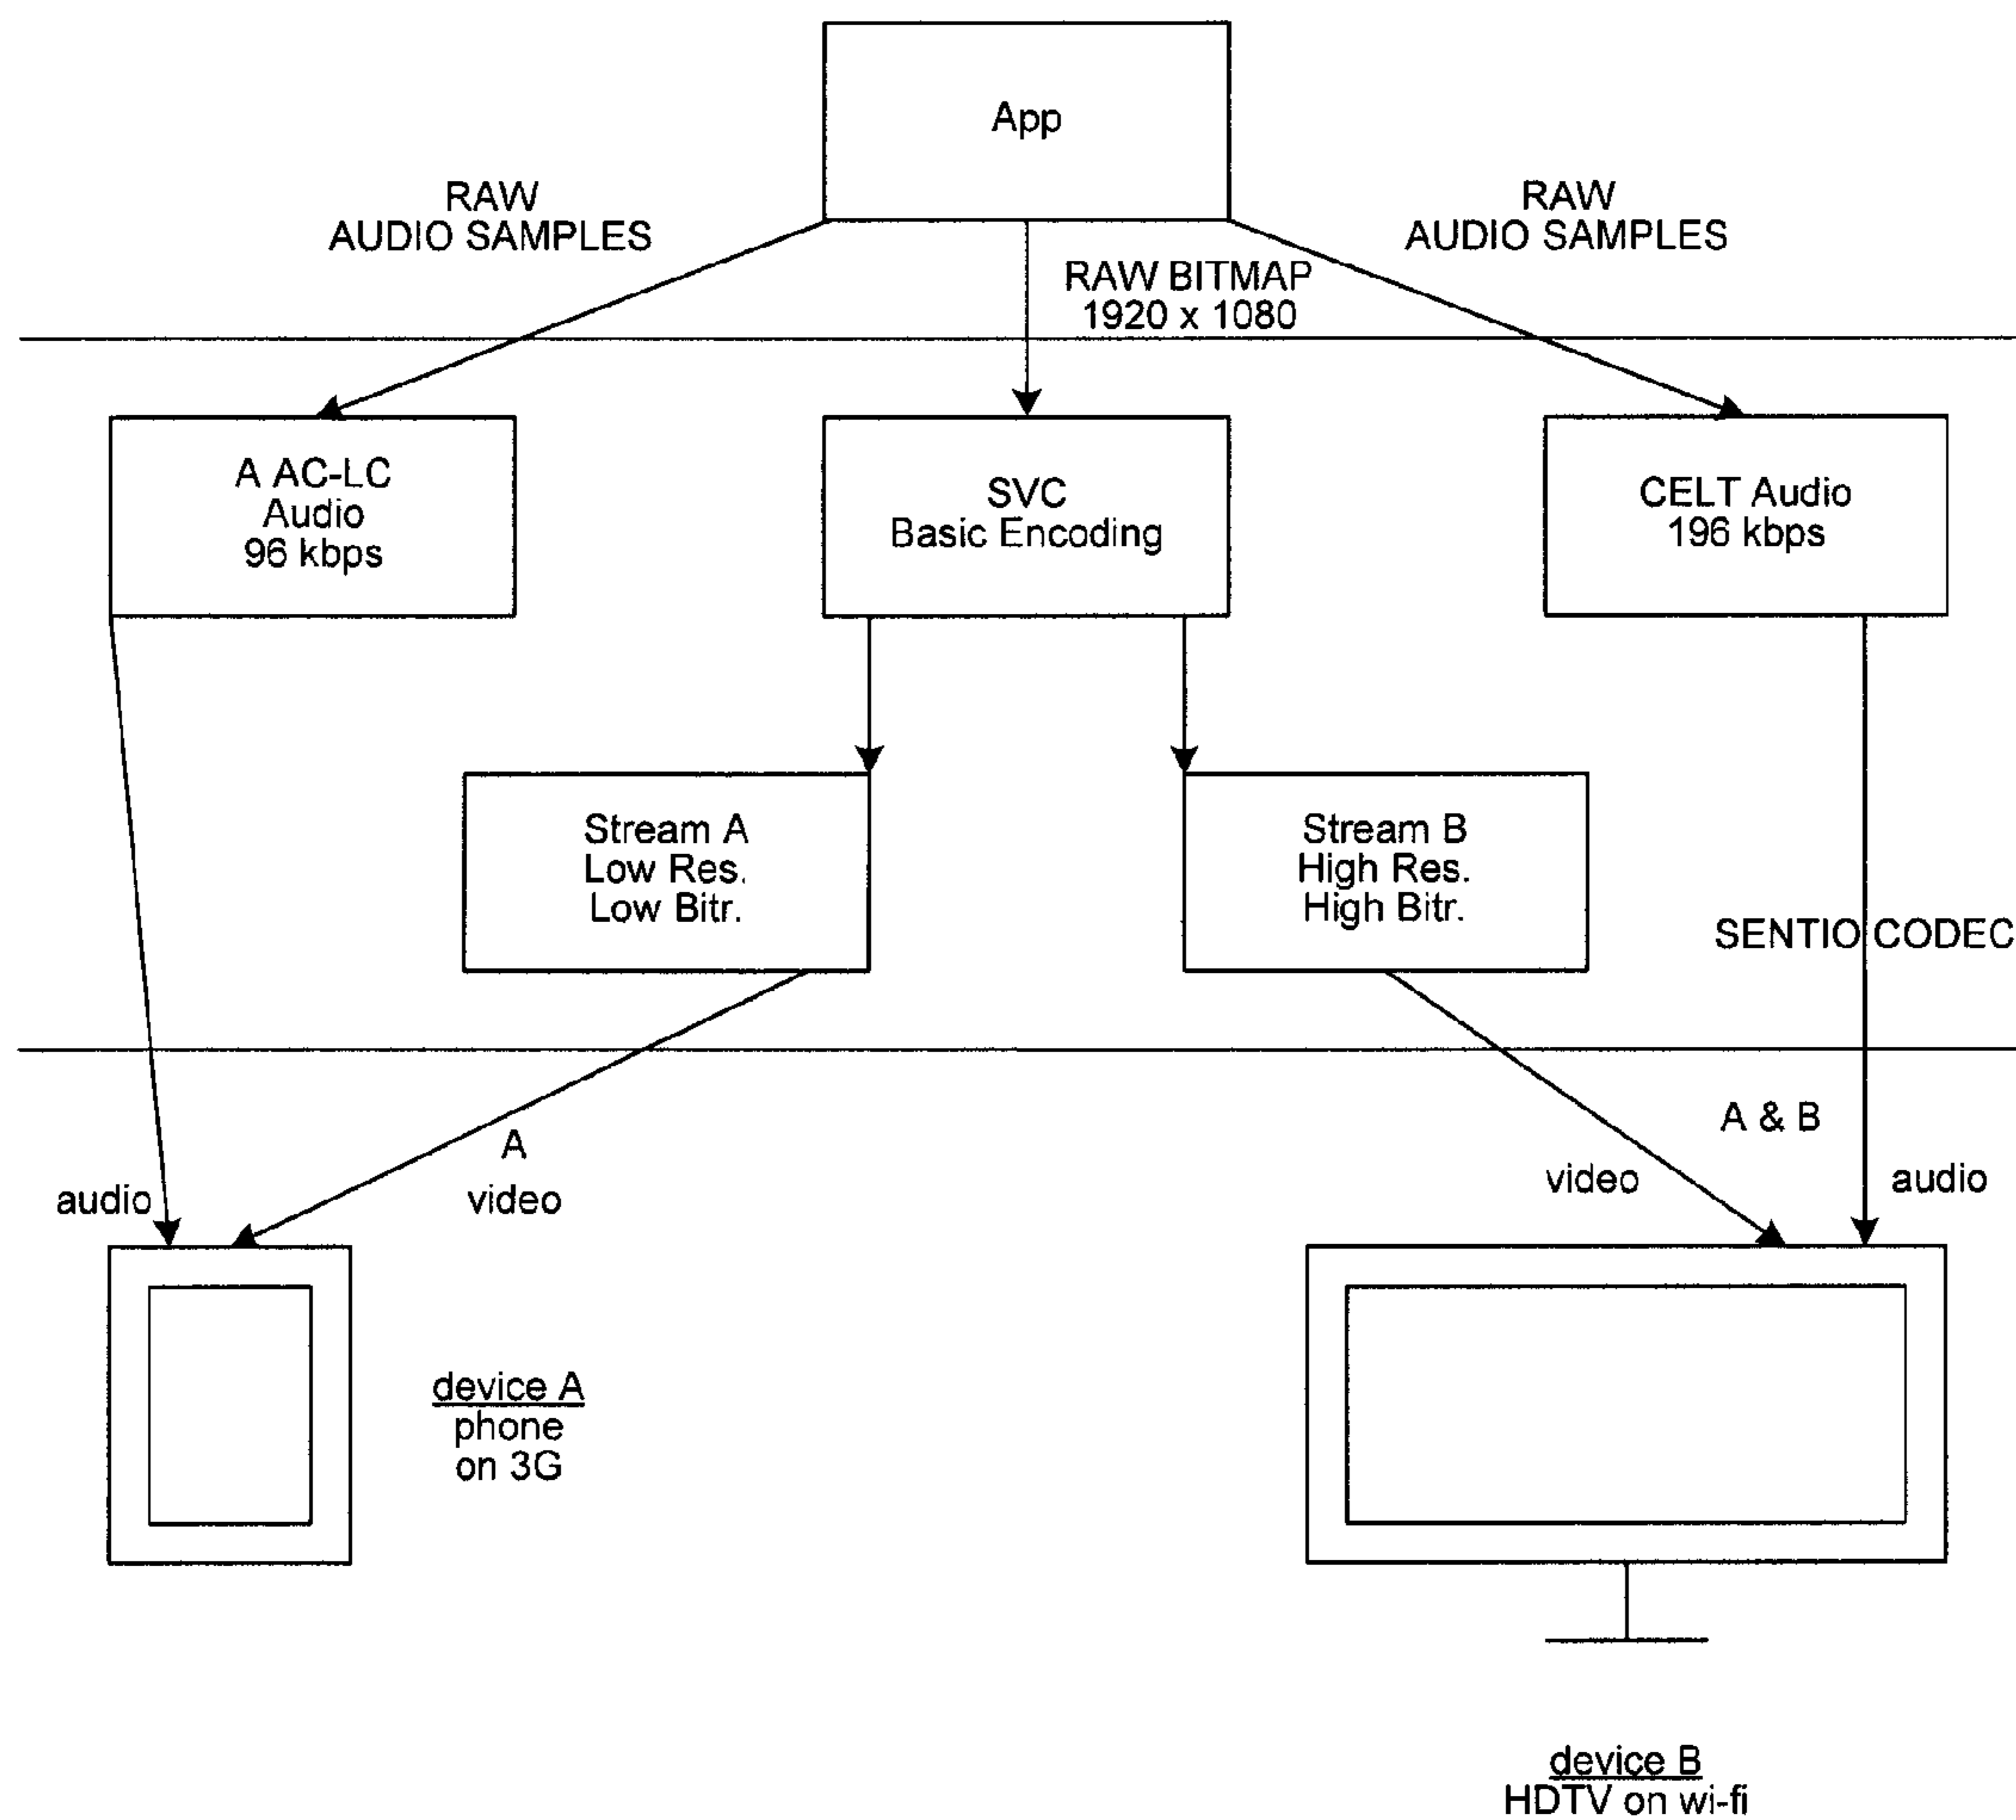 App
RAW
AUDIO SAMPLES
RAW
AUDIO SAMPLES
RAW BITMAP
1920 x 1080
A AC-LC
Audio
96 kbps
SVC
Basic Encoding
CELT Audio
196 kbps
Stream A
Low Res.
Low Bitr.
Stream B
High Res.
High Bitr.
SENTIO CODEC
A
video
audio
A & B
video
audio
device A
phone
on 3G
device B
HDTV on wi-fi